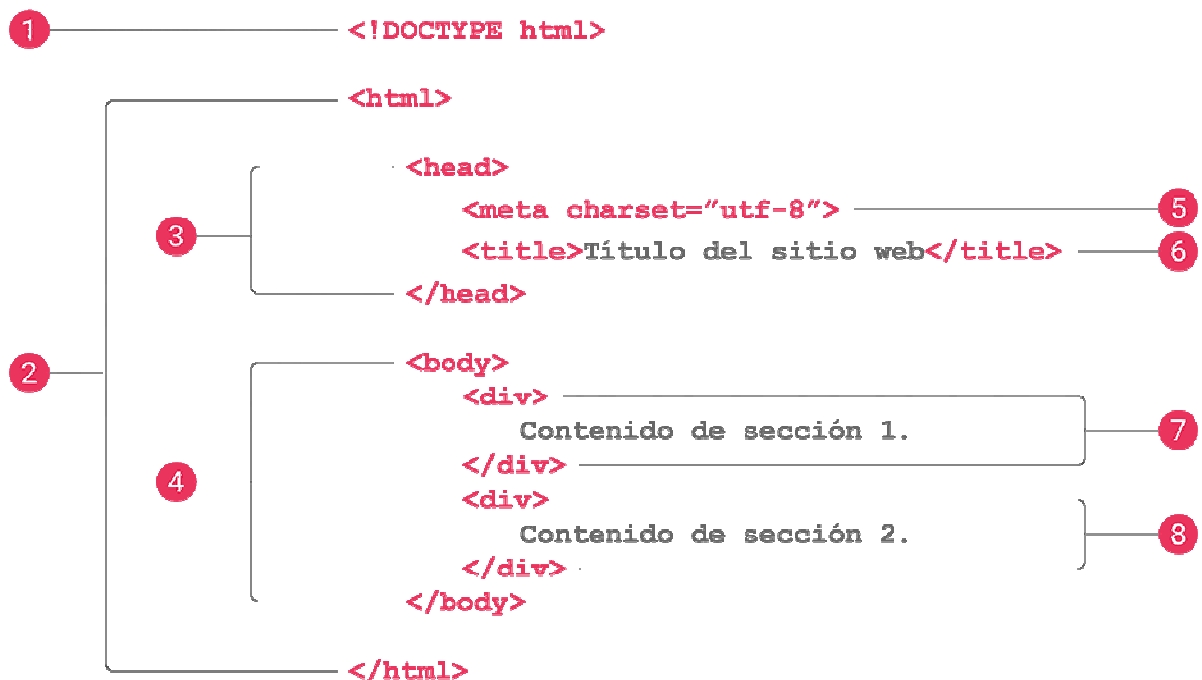 1 <!DOCTYPE html>
<html>
<head>
<meta charset=″utf-8″> 5
3
<title>Título del sitio web</title> 6
</head>
2 <body>
<div>
Contenido de sección 1. 7
</div>
4
<div>
Contenido de sección 2. 8
</div>
</body>
</html>